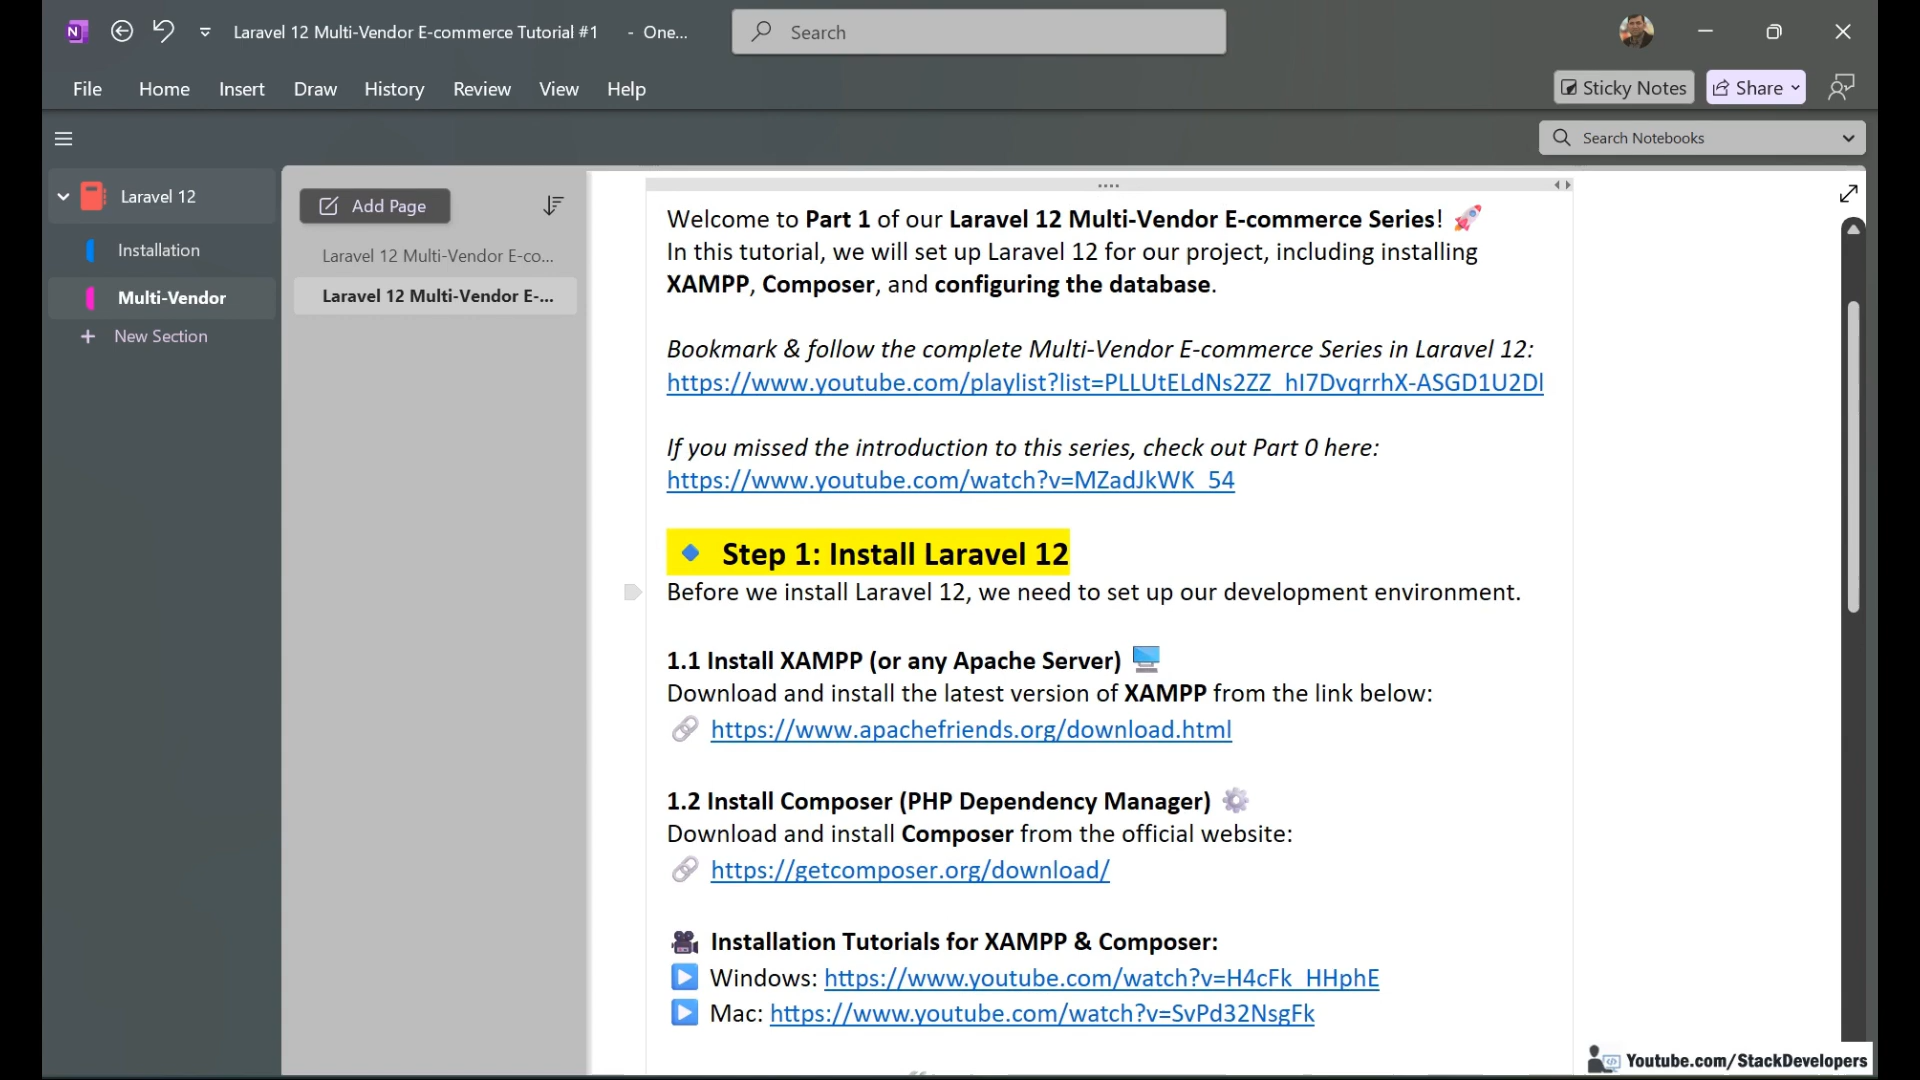 Laravel 12 Multi-Vendor E-commerce Tutorial #1 - One...
Search
File Home Insert Draw History Review View Help
Sticky Notes
Share
Search Notebooks
Laravel 12
Installation
Multi-Vendor
New Section
Add Page
Laravel 12 Multi-Vendor E-co...
Laravel 12 Multi-Vendor E-...
Welcome to Part 1 of our Laravel 12 Multi-Vendor E-commerce Series! 🚀
In this tutorial, we will set up Laravel 12 for our project, including installing
XAMPP, Composer, and configuring the database.
Bookmark & follow the complete Multi-Vendor E-commerce Series in Laravel 12:
https://www.youtube.com/playlist?list=PLLUtELdNs2ZZ_hI7DvqrrhX-ASGD1U2Dl
If you missed the introduction to this series, check out Part 0 here:
https://www.youtube.com/watch?v=MZadJkWK_54
🔹 Step 1: Install Laravel 12
Before we install Laravel 12, we need to set up our development environment.
1.1 Install XAMPP (or any Apache Server) 🖥️
Download and install the latest version of XAMPP from the link below:
🔗 https://www.apachefriends.org/download.html
1.2 Install Composer (PHP Dependency Manager) ⚙️
Download and install Composer from the official website:
🔗 https://getcomposer.org/download/
🎥 Installation Tutorials for XAMPP & Composer:
▶️ Windows: https://www.youtube.com/watch?v=H4cFk_HHphE
▶️ Mac: https://www.youtube.com/watch?v=SvPd32NsgFk
Youtube.com/StackDevelopers